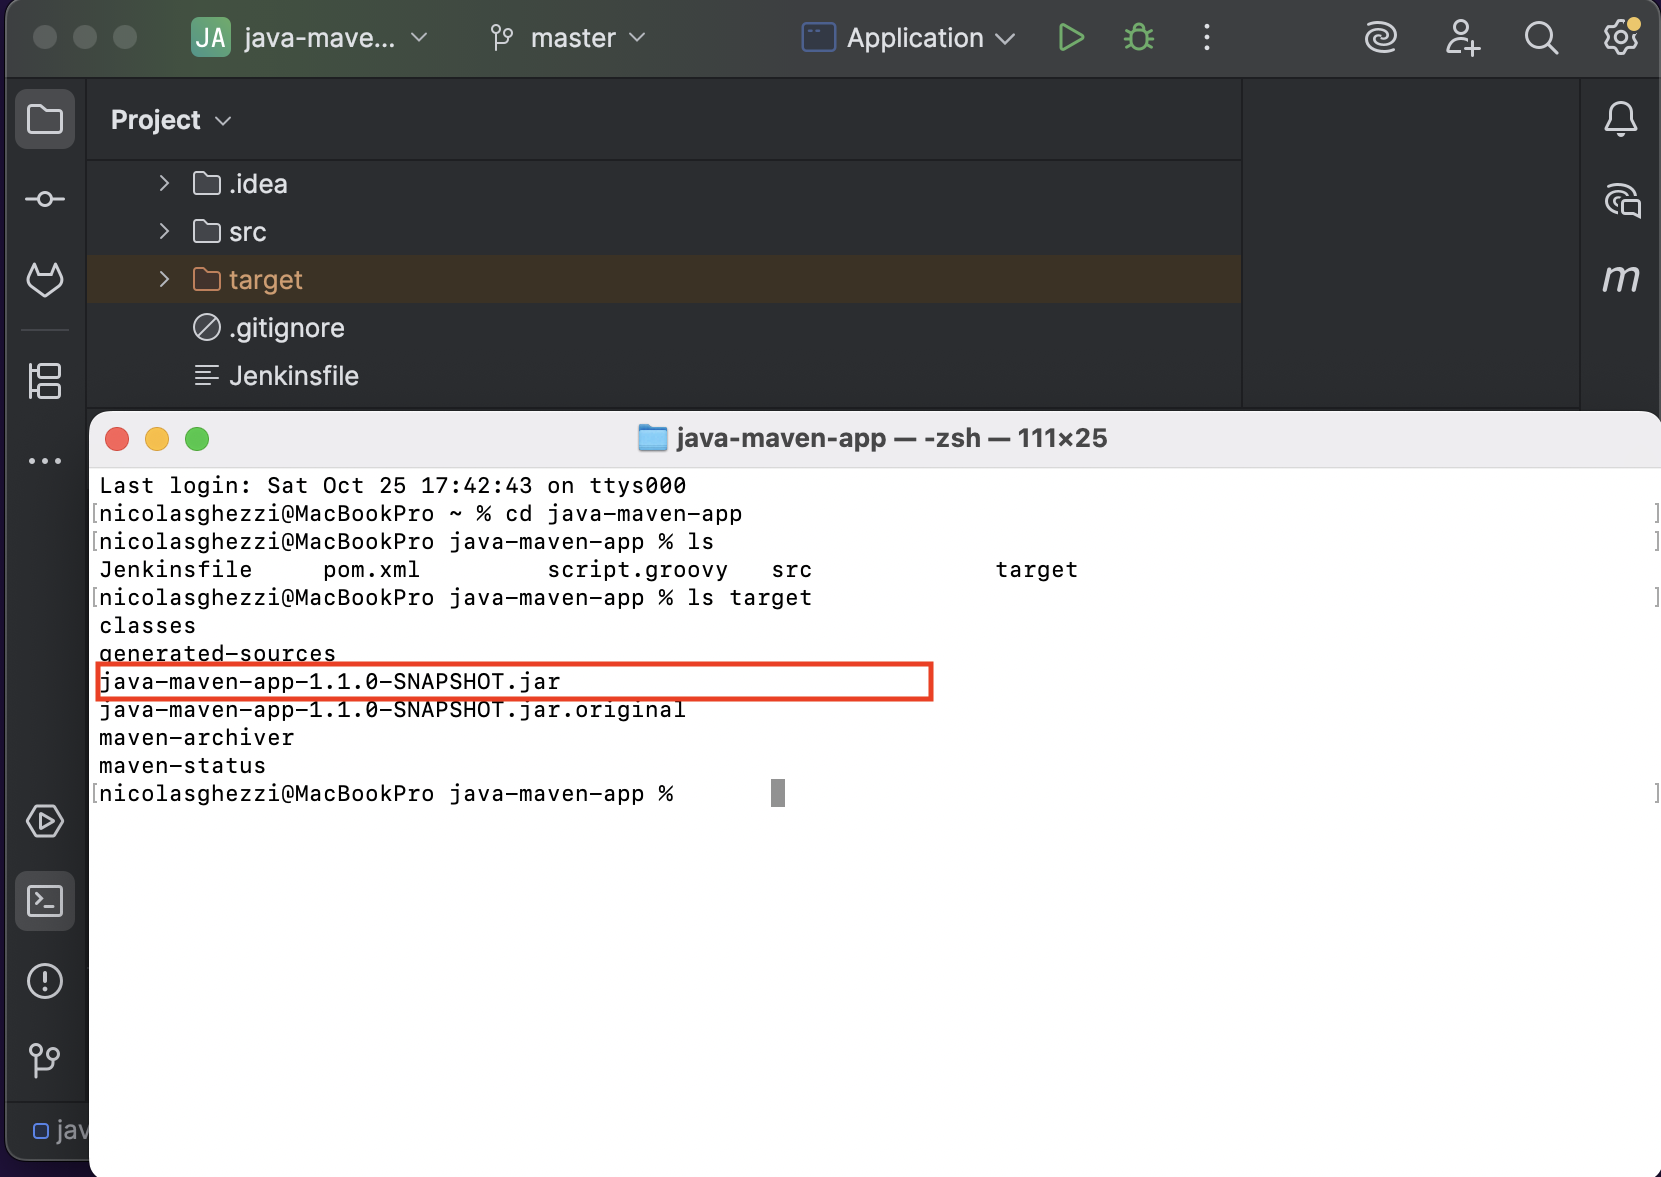 JA java-mave... master Application
Project
.idea
src
target
m
.gitignore
Jenkinsfile
java-maven-app — -zsh — 111×25
Last login: Sat Oct 25 17:42:43 on ttys000
[nicolasghezzi@MacBookPro ~ % cd java-maven-app ]
[nicolasghezzi@MacBookPro java-maven-app % ls ]
Jenkinsfile pom.xml script.groovy src target
[nicolasghezzi@MacBookPro java-maven-app % ls target ]
classes
generated-sources
java-maven-app-1.1.0-SNAPSHOT.jar
java-maven-app-1.1.0-SNAPSHOT.jar.original
maven-archiver
maven-status
[nicolasghezzi@MacBookPro java-maven-app % ]
jav